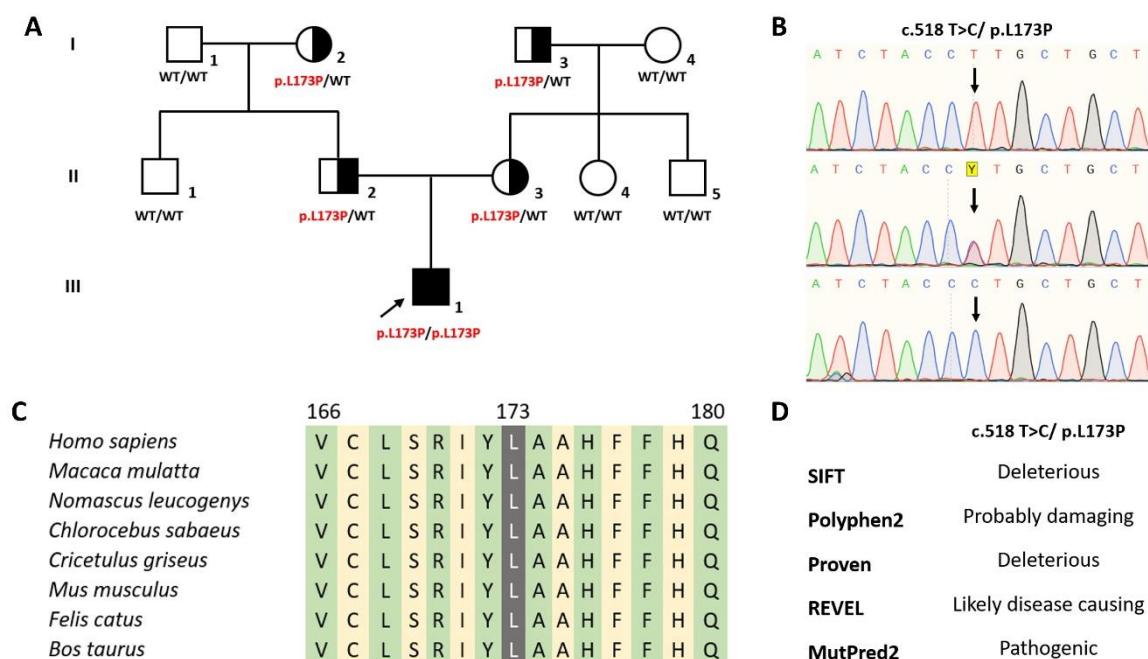 A
I
1
WT/WT
2
p.L173P/WT
3
p.L173P/WT
4
WT/WT
II
1
WT/WT
2
p.L173P/WT
3
p.L173P/WT
4
WT/WT
5
WT/WT
III
1
p.L173P/p.L173P
B
c.518 T>C/ p.L173P
A T C T A C C T T G C T G C T
A T C T A C C Y T G C T G C T
A T C T A C C C T G C T G C T
C
166 173 180
Homo sapiens V C L S R I Y L A A H F F H Q
Macaca mulatta V C L S R I Y L A A H F F H Q
Nomascus leucogenys V C L S R I Y L A A H F F H Q
Chlorocebus sabaeus V C L S R I Y L A A H F F H Q
Cricetulus griseus V C L S R I Y L A A H F F H Q
Mus musculus V C L S R I Y L A A H F F H Q
Felis catus V C L S R I Y L A A H F F H Q
Bos taurus V C L S R I Y L A A H F F H Q
D
c.518 T>C/ p.L173P
SIFT Deleterious
Polyphen2 Probably damaging
Proven Deleterious
REVEL Likely disease causing
MutPred2 Pathogenic